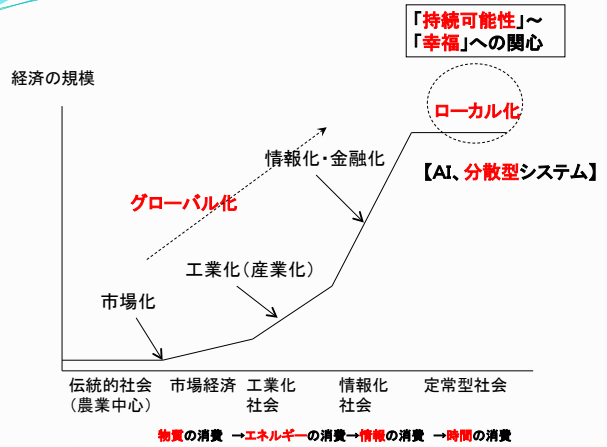 「持続可能性」～
「幸福」への関心
経済の規模
ローカル化
情報化・金融化
【AI、分散型システム】
グローバル化
工業化（産業化）
市場化
伝統的社会
（農業中心）
市場経済
工業化
社会
情報化
社会
定常型社会
物質の消費 →エネルギーの消費→情報の消費 →時間の消費